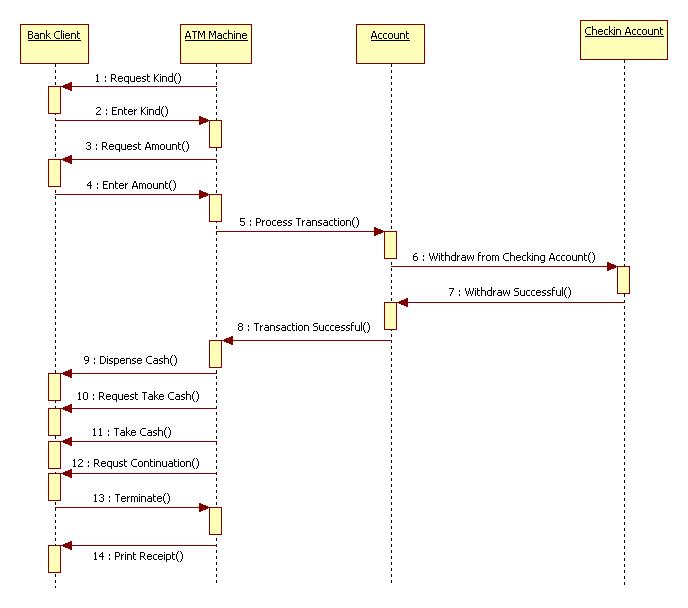 Bank Client
ATM Machine
Account
Checkin Account
1 : Request Kind()
2 : Enter Kind()
3 : Request Amount()
4 : Enter Amount()
5 : Process Transaction()
6 : Withdraw from Checking Account()
7 : Withdraw Successful()
8 : Transaction Successful()
9 : Dispense Cash()
10 : Request Take Cash()
11 : Take Cash()
12 : Requst Continuation()
13 : Terminate()
14 : Print Receipt()